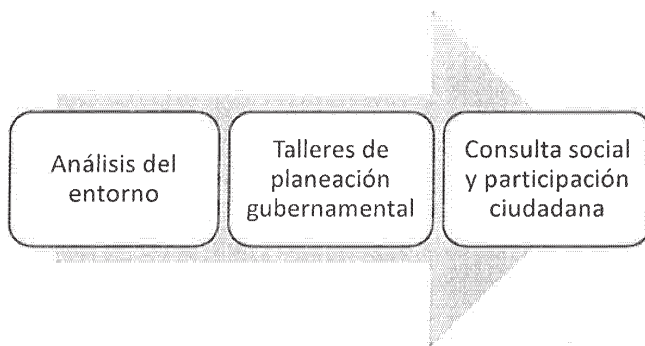 Análisis del
entorno
Talleres de
planeación
gubernamental
Consulta social
y participación
ciudadana